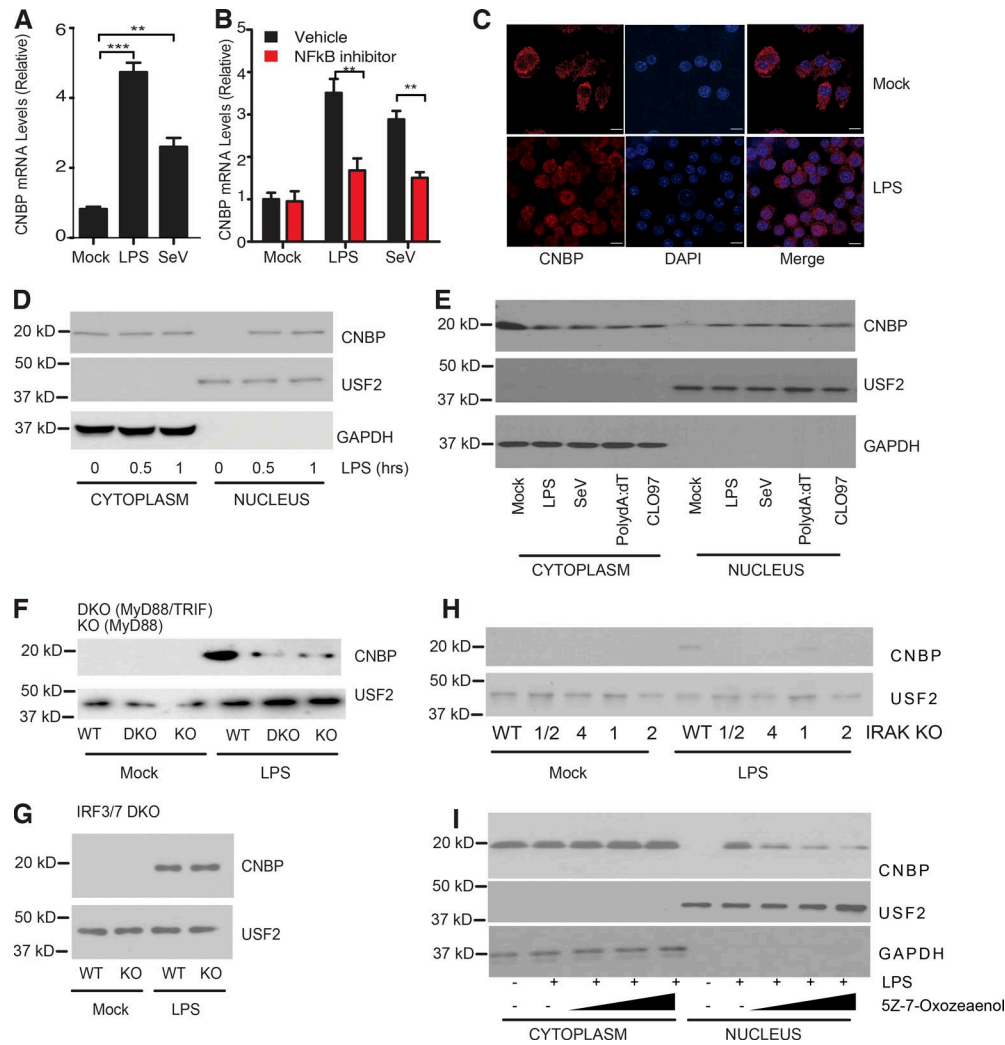 A
CNBP mRNA Levels (Relative)
6
4
2
0
***
**
Mock LPS SeV
B
CNBP mRNA Levels (Relative)
5
4
3
2
1
0
Vehicle
NFkB inhibitor
**
**
Mock LPS SeV
C
Mock
LPS
CNBP DAPI Merge
D
20 kD
CNBP
50 kD
USF2
37 kD
37 kD
GAPDH
0 0.5 1 0 0.5 1 LPS (hrs)
CYTOPLASM NUCLEUS
E
20 kD
CNBP
50 kD
USF2
37 kD
37 kD
GAPDH
Mock LPS SeV PolydA:dT CLO97 Mock LPS SeV PolydA:dT CLO97
CYTOPLASM NUCLEUS
F
DKO (MyD88/TRIF)
KO (MyD88)
20 kD
CNBP
50 kD
USF2
37 kD
WT DKO KO WT DKO KO
Mock LPS
H
20 kD
CNBP
50 kD
USF2
37 kD
WT 1/2 4 1 2 WT 1/2 4 1 2 IRAK KO
Mock LPS
G
IRF3/7 DKO
20 kD
CNBP
50 kD
USF2
37 kD
WT KO WT KO
Mock LPS
I
20 kD
CNBP
50 kD
USF2
37 kD
37 kD
GAPDH
- + + + + - + + + + LPS
- - - - 5Z-7-Oxozeaenol
CYTOPLASM NUCLEUS